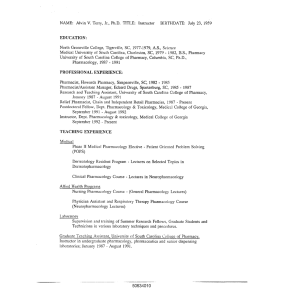 NAME: Alvin V. Terry, Jr., Ph.D. TITLE: Instructor BIRTHDATE: July 25, 1959
EDUCATION:
North Greenville College, Tigerville, SC, 1977-1979, A.S., Science
Medical University of South Carolina, Charleston, SC, 1979 - 1982, B.S., Pharmacy
University of South Carolina College of Pharmacy, Columbia, SC, Ph.D.,
Pharmacology, 1987 - 1991
PROFESSIONAL EXPERIENCE:
Pharmacist, Eleventh Pharmacy, Simpsonville, SC, 1982 - 1985
Pharmacist/Assistant Manager, Eckerd Drugs, Spartanburg, SC, 1985 - 1987
Research and Teaching Assistant, University of South Carolina College of Pharmacy,
January 1987 - August 1991
Relief Pharmacist, Chain and Independent Retail Pharmacies, 1987 - Present
Postdoctoral Fellow, Dept. Pharmacology & Toxicology, Medical College of Georgia,
September 1991 - August 1992
Instructor, Dept. Pharmacology & toxicology, Medical College of Georgia
September 1992 - Present
TEACHING EXPERIENCE
Medical
Phase II Medical Pharmacology Elective - Patient Oriented Problem Solving
(POPS)
Dermatology Resident Program - Lectures on Selected Topics in
Dermatopharmacology
Clinical Pharmacology Course - Lectures in Neuropharmacology
Allied Health Programs
Nursing Pharmacology Course - (General Pharmacology Lectures)
Physician Assistant and Respiratory Therapy Pharmacology Course
(Neuropharmacology Lectures)
Laboratory
Supervision and training of Summer Research Fellows, Graduate Students and
Technicians in various laboratory techniques and procedures.
Graduate Teaching Assistant, University of South Carolina College of Pharmacy.
Instructor in undergraduate pharmacology, pharmaceutics and dispensing
laboratories; January 1987 - August 1991.
60834010